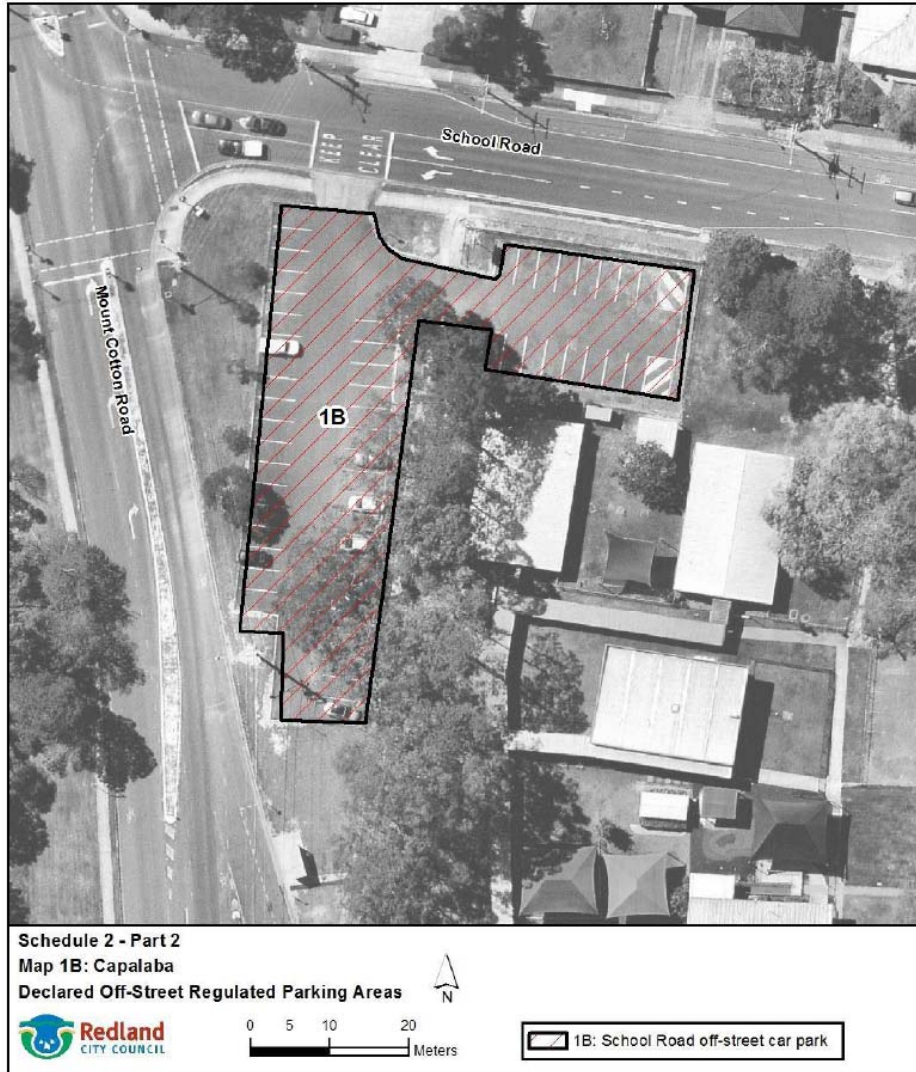 School Road
KEEP
CLEAR
Mount Cotton Road
1B
Schedule 2 - Part 2
Map 1B: Capalaba
Declared Off-Street Regulated Parking Areas
N
Redland
CITY COUNCIL
0 5 10 20
Meters
1B: School Road off-street car park